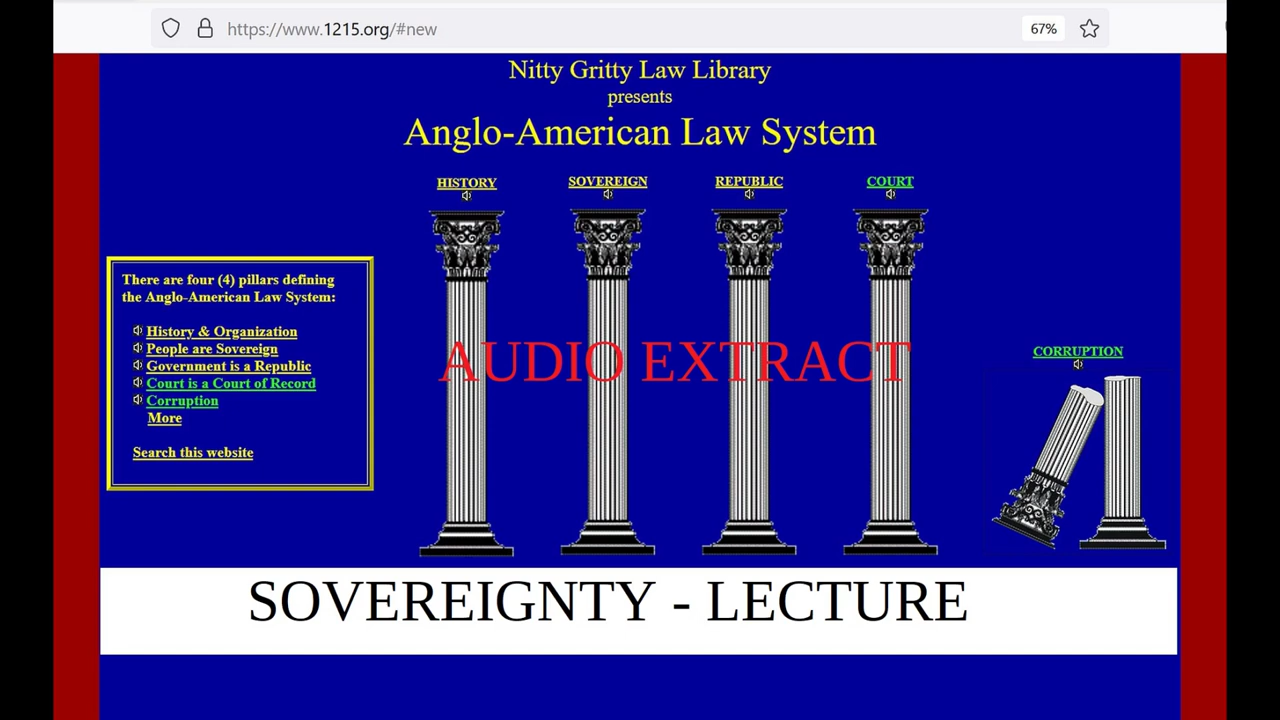 https://www.1215.org/#new
67%
Nitty Gritty Law Library
presents
Anglo-American Law System
HISTORY
SOVEREIGN
REPUBLIC
COURT
There are four (4) pillars defining
the Anglo-American Law System:
History & Organization
People are Sovereign
Government is a Republic
Court is a Court of Record
Corruption
More
Search this website
AUDIO EXTRACT
CORRUPTION
SOVEREIGNTY - LECTURE